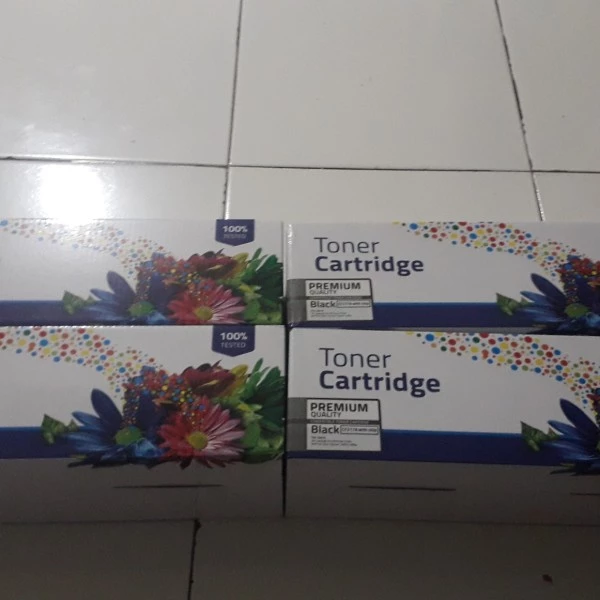 100%
TESTED
Toner
Cartridge
PREMIUM
QUALITY
Black
100%
TESTED
Toner
Cartridge
PREMIUM
QUALITY
Black